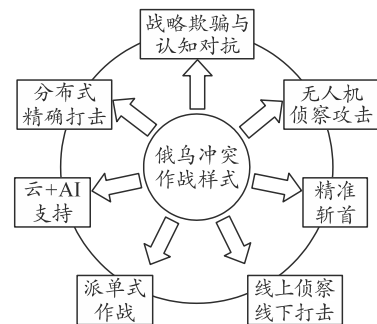 战略欺骗与
认知对抗
分布式
精确打击
无人机
侦察攻击
俄乌冲突
作战样式
云+AI
支持
精准
斩首
派单式
作战
线上侦察
线下打击